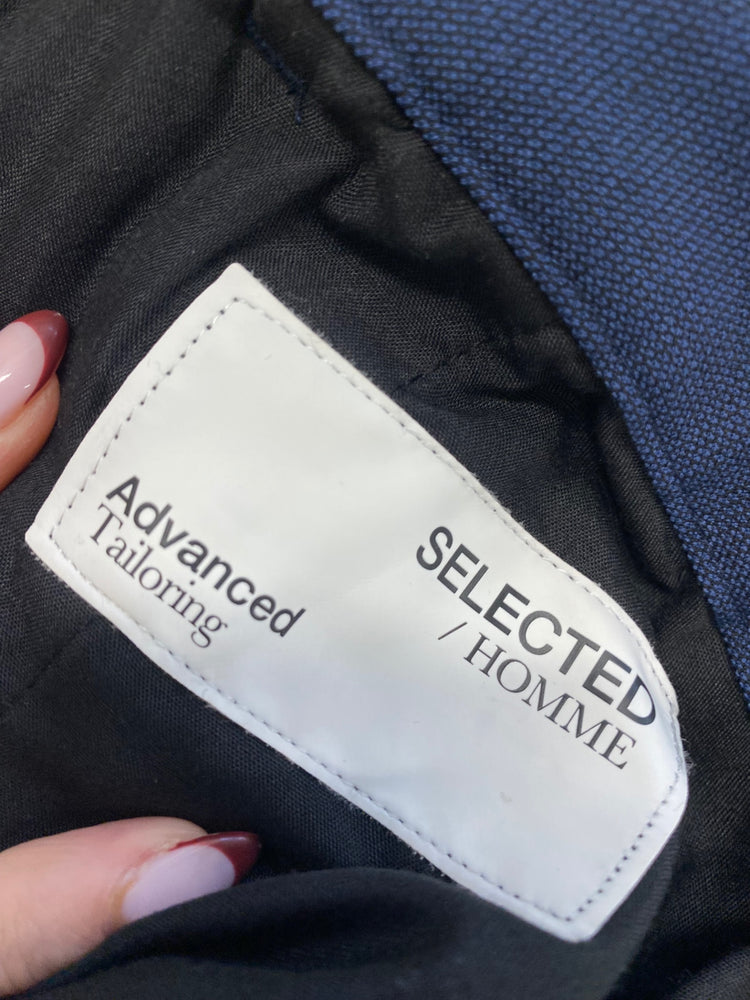 Advanced
Tailoring
SELECTED
/ HOMME